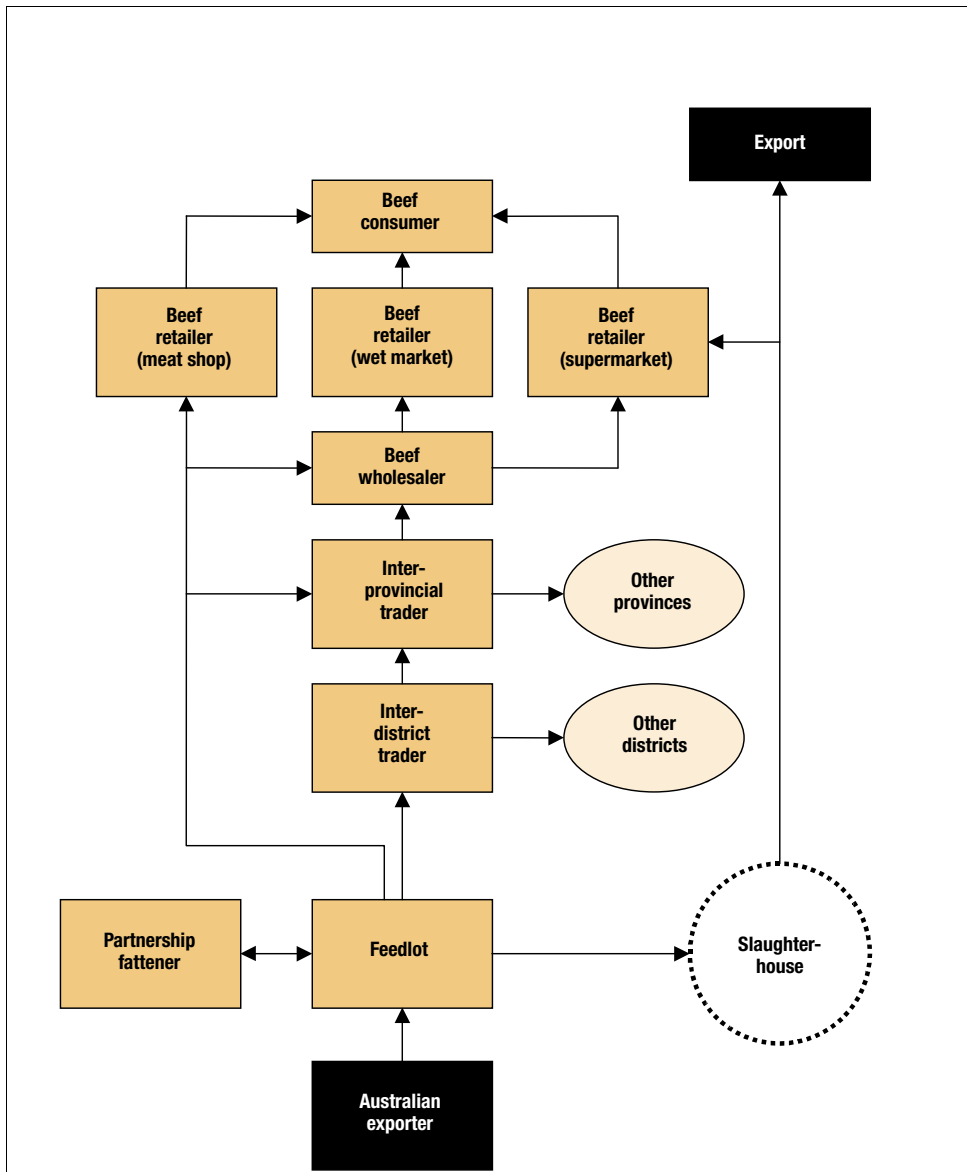 Export
Beef
consumer
Beef
retailer
(meat shop)
Beef
retailer
(wet market)
Beef
retailer
(supermarket)
Beef
wholesaler
Inter-
provincial
trader
Other
provinces
Inter-
district
trader
Other
districts
Partnership
fattener
Feedlot
Slaughter-
house
Australian
exporter